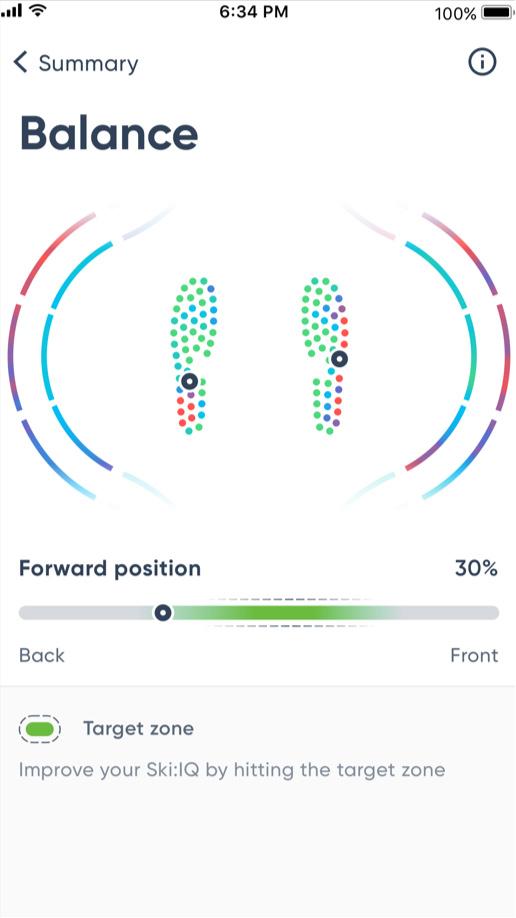 6:34 PM
100%
Summary
Balance
Forward position
30%
Back
Front
Target zone
Improve your Ski:IQ by hitting the target zone